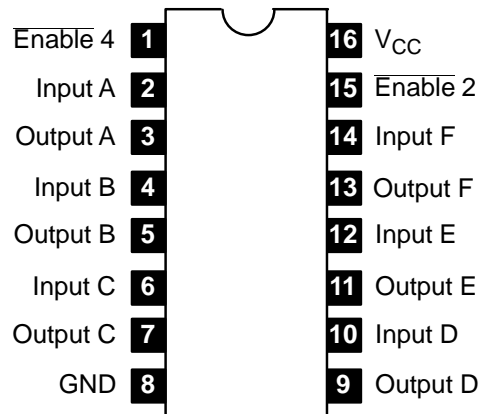 Enable 4 1 16 VCC
Input A 2 15 Enable 2
Output A 3 14 Input F
Input B 4 13 Output F
Output B 5 12 Input E
Input C 6 11 Output E
Output C 7 10 Input D
GND 8 9 Output D